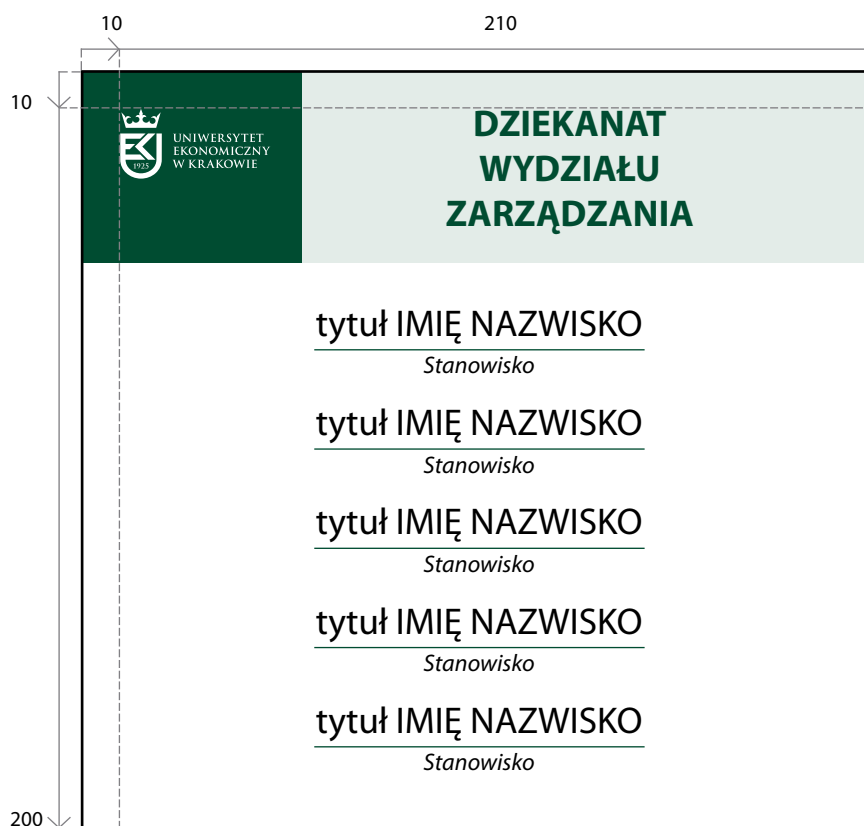 10
210
10
UNIWERSYTET
EKONOMICZNY
W KRAKOWIE
1925
DZIEKANAT
WYDZIAŁU
ZARZĄDZANIA
tytuł IMIĘ NAZWISKO
Stanowisko
tytuł IMIĘ NAZWISKO
Stanowisko
tytuł IMIĘ NAZWISKO
Stanowisko
tytuł IMIĘ NAZWISKO
Stanowisko
tytuł IMIĘ NAZWISKO
Stanowisko
200